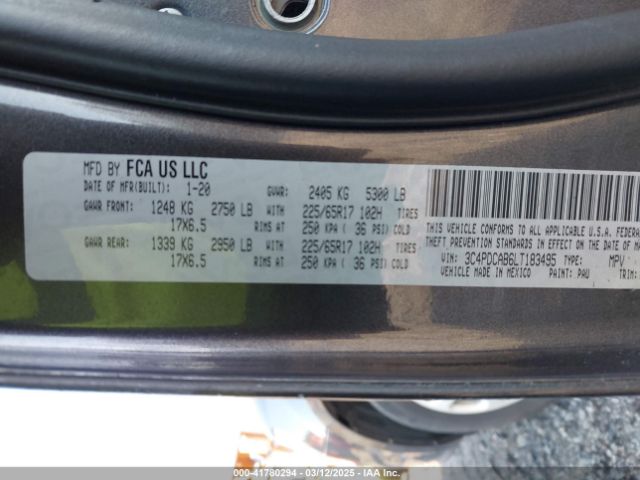 MFD BY FCA US LLC
DATE OF MFR(BUILT): 1-20 GVWR: 2405 KG 5300 LB
GAWR FRONT: 1248 KG 2750 LB WITH 225/65R17 102H TIRES
17X6.5 RIMS AT 250 KPA ( 36 PSI) COLD
GAWR REAR: 1339 KG 2950 LB WITH 225/65R17 102H TIRES
17X6.5 RIMS AT 250 KPA ( 36 PSI) COLD
THIS VEHICLE CONFORMS TO ALL APPLICABLE U.S.A. FEDERAL
THEFT PREVENTION STANDARDS IN EFFECT ON THE DATE OF MAN
VIN: 3C4PDCAB6LT183495 TYPE: MPV
VEHICLE MADE IN MEXICO PAINT: PAU TRIM:
00-41780294 - 03/12/2025 - IAA Inc.